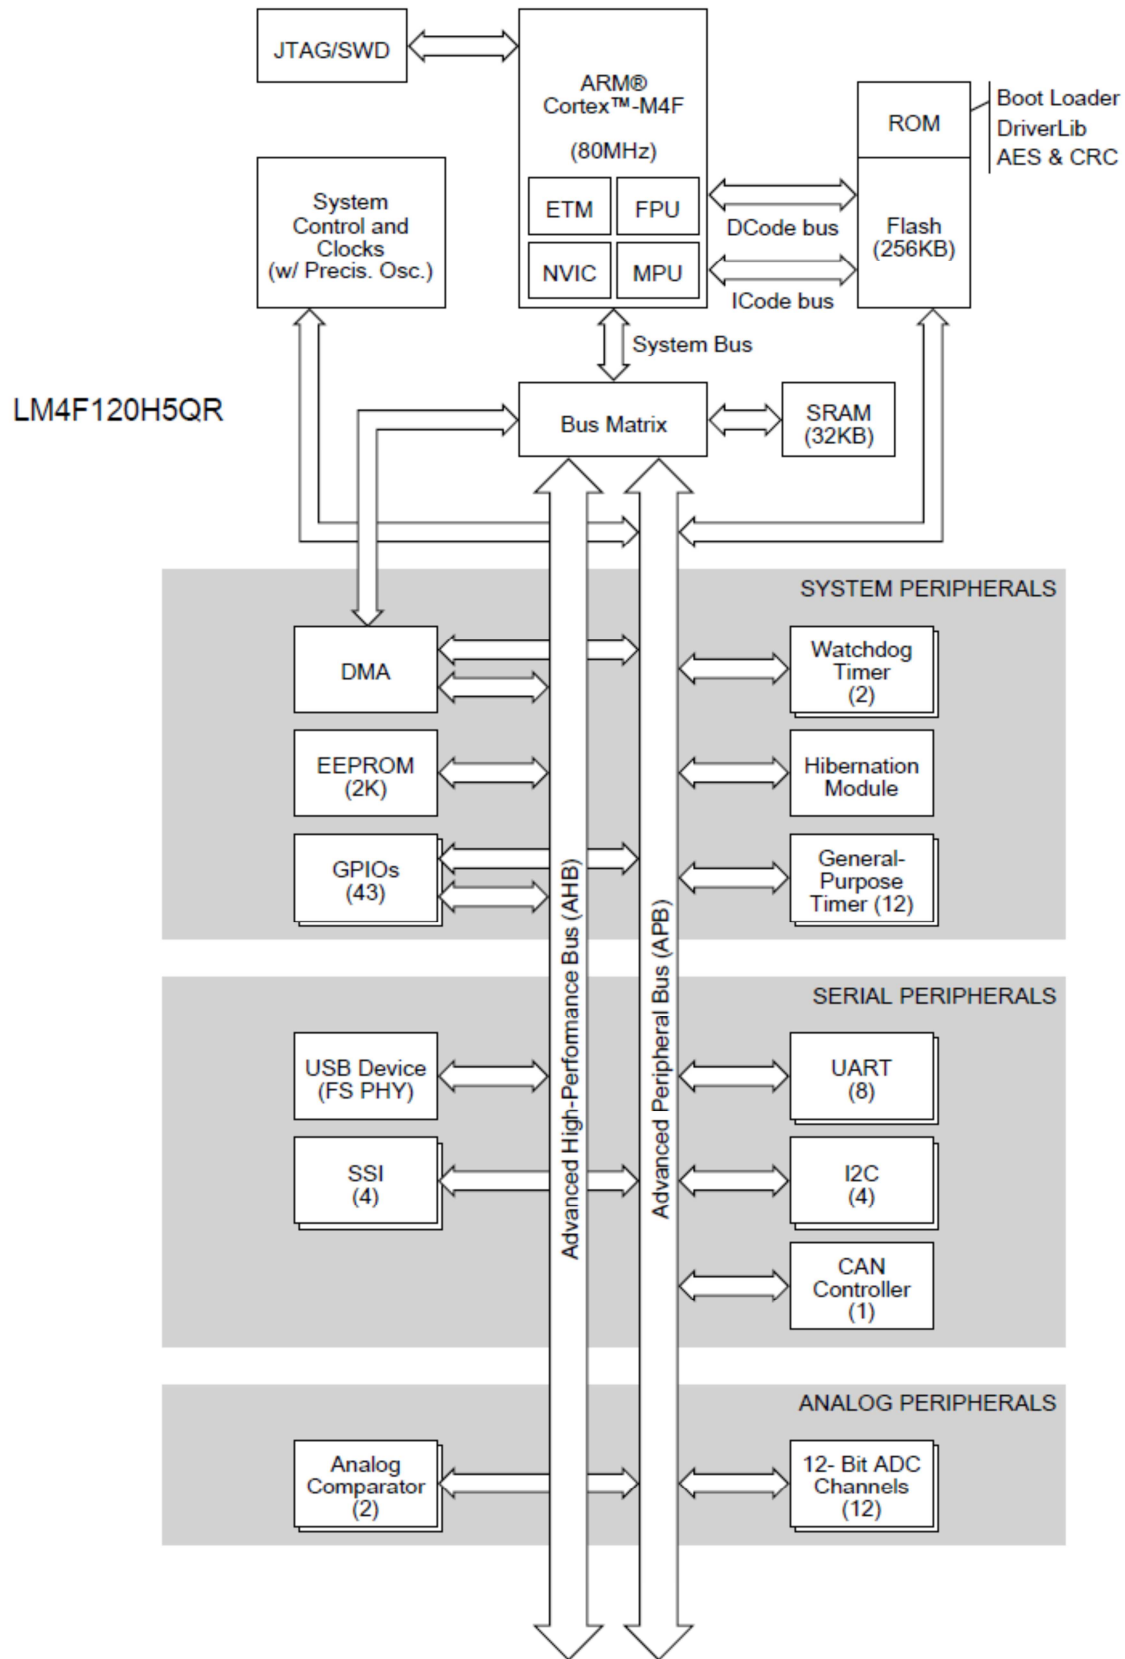 JTAG/SWD
ARM®
Cortex™-M4F
(80MHz)
ETM
FPU
NVIC
MPU
ROM
Boot Loader
DriverLib
AES & CRC
System
Control and
Clocks
(w/ Precis. Osc.)
DCode bus
Flash
(256KB)
ICode bus
System Bus
LM4F120H5QR
Bus Matrix
SRAM
(32KB)
SYSTEM PERIPHERALS
DMA
Watchdog
Timer
(2)
EEPROM
(2K)
Hibernation
Module
GPIOs
(43)
General-
Purpose
Timer (12)
Advanced High-Performance Bus (AHB)
Advanced Peripheral Bus (APB)
SERIAL PERIPHERALS
USB Device
(FS PHY)
UART
(8)
SSI
(4)
I2C
(4)
CAN
Controller
(1)
ANALOG PERIPHERALS
Analog
Comparator
(2)
12- Bit ADC
Channels
(12)